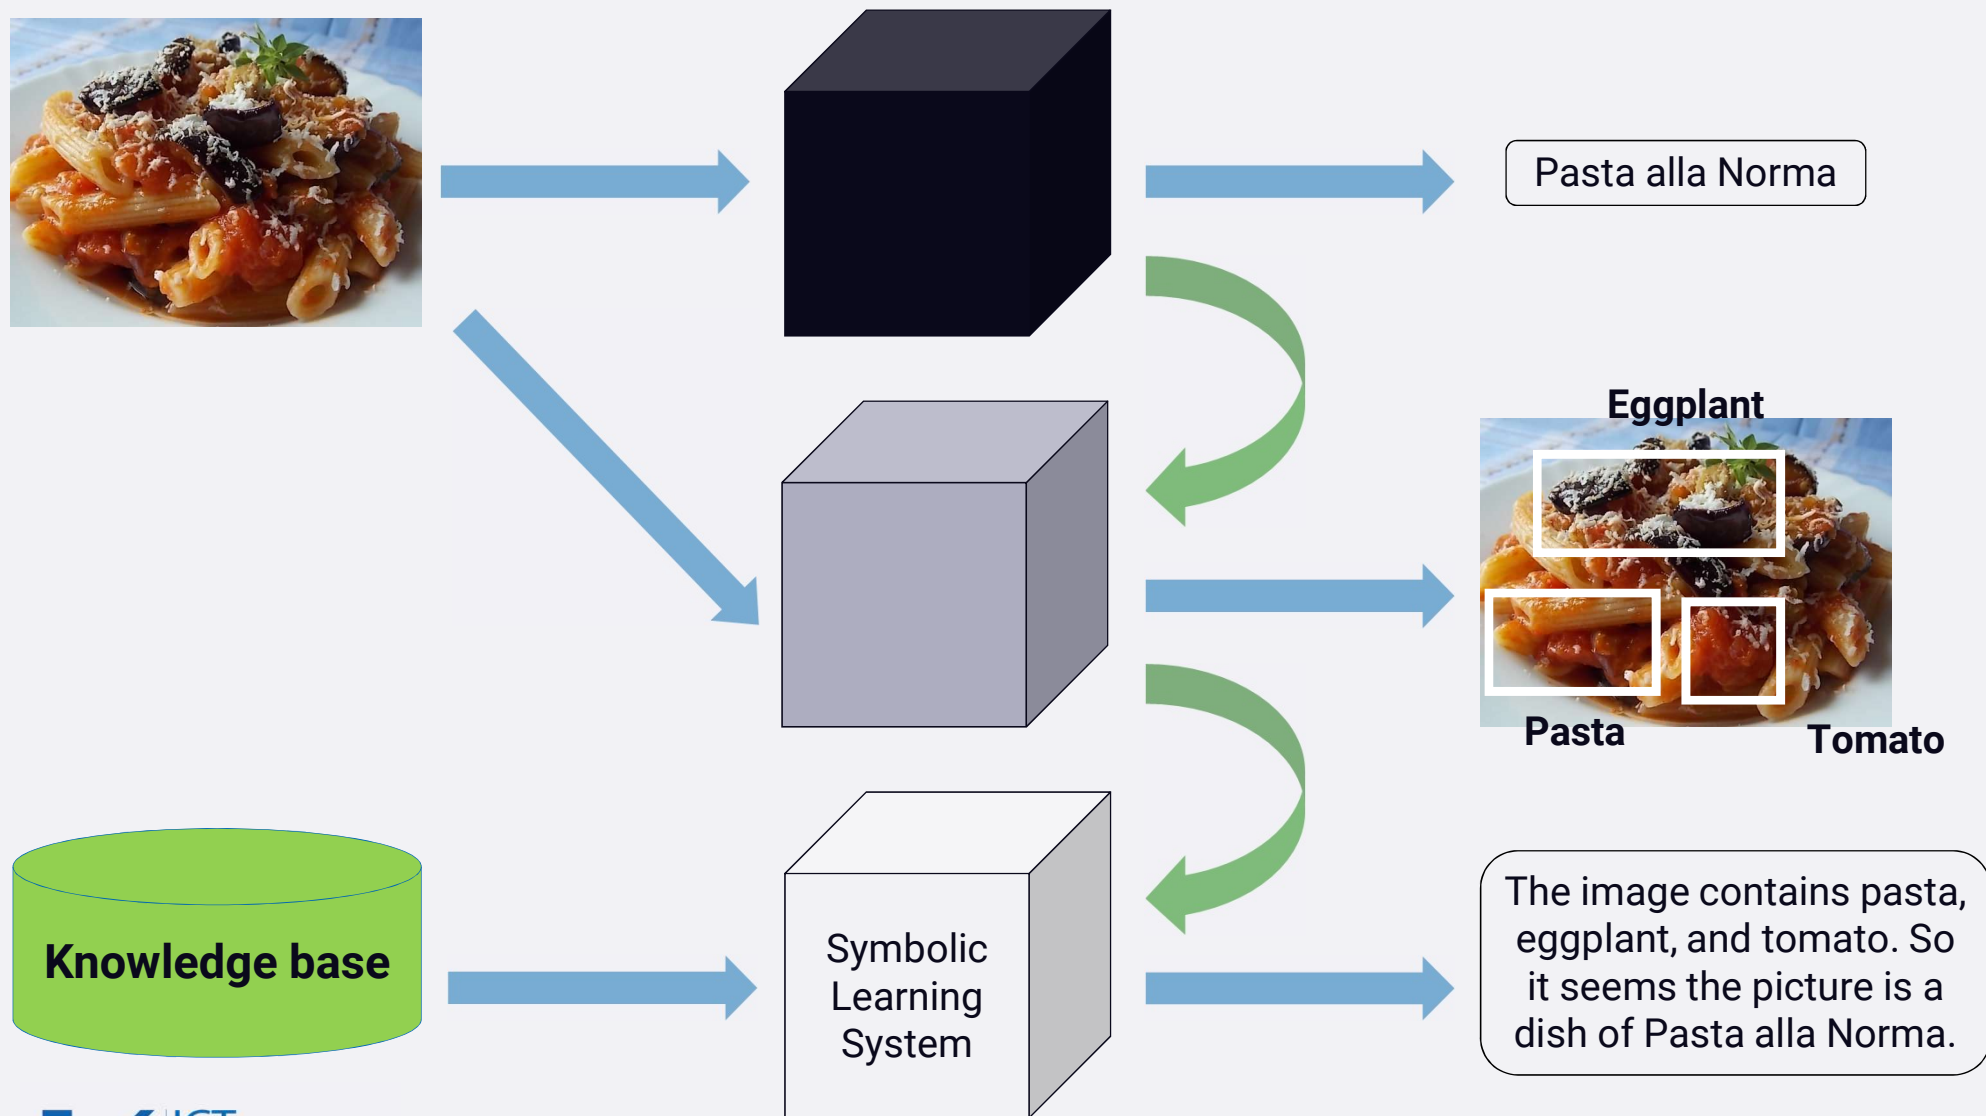 Pasta alla Norma
Eggplant
Pasta
Tomato
Knowledge base
Symbolic
Learning
System
The image contains pasta,
eggplant, and tomato. So
it seems the picture is a
dish of Pasta alla Norma.